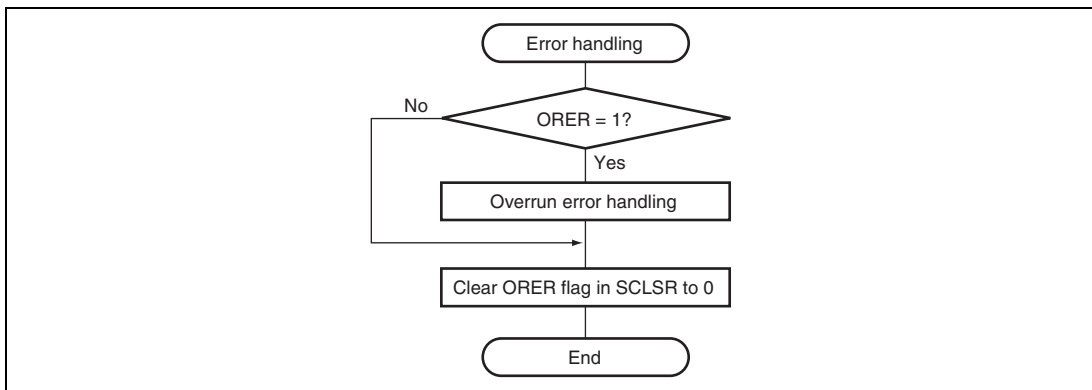 Error handling
No
ORER = 1?
Yes
Overrun error handling
Clear ORER flag in SCLSR to 0
End